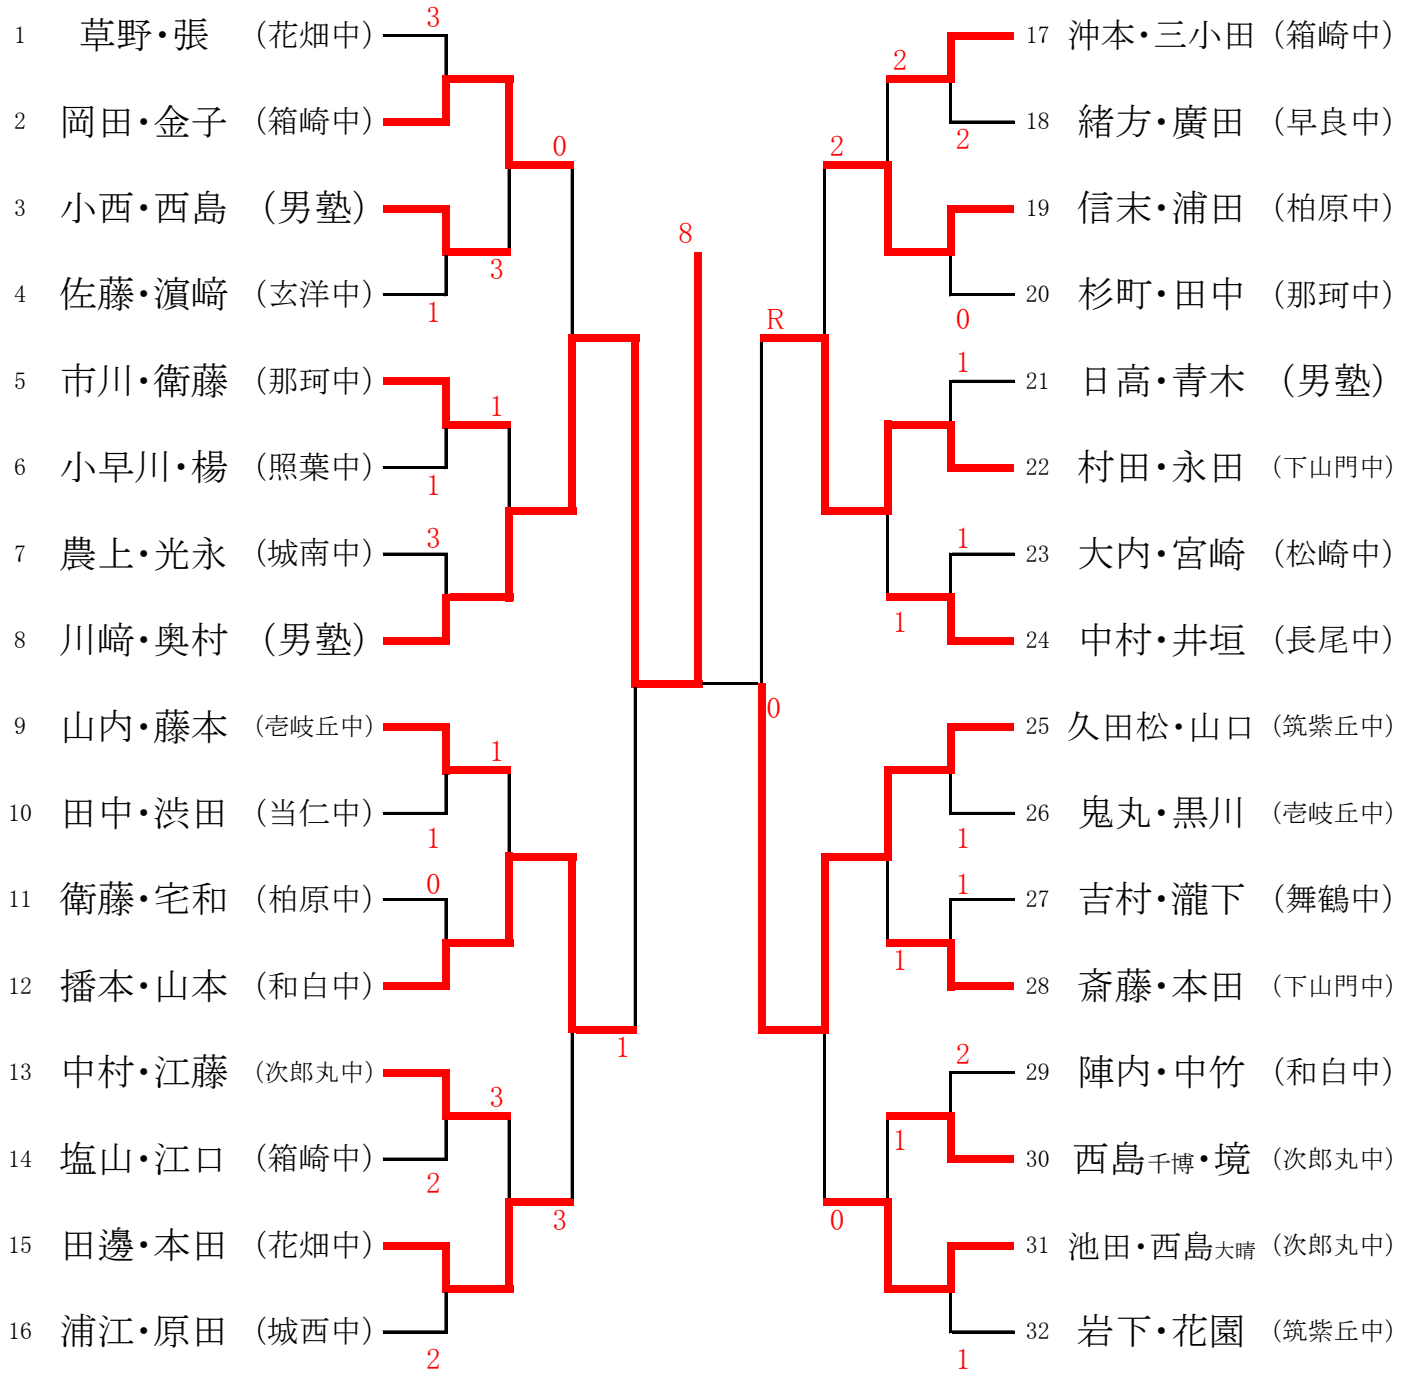 3
1 草野・張 (花畑中)
2 岡田・金子 (箱崎中)
0
3 小西・西島 (男塾)
3
4 佐藤・濵﨑 (玄洋中)
1
5 市川・衛藤 (那珂中)
1
6 小早川・楊 (照葉中)
1
3
7 農上・光永 (城南中)
8 川﨑・奥村 (男塾)
9 山内・藤本 (壱岐丘中)
1
10 田中・渋田 (当仁中)
1
0
11 衛藤・宅和 (柏原中)
12 播本・山本 (和白中)
1
13 中村・江藤 (次郎丸中)
3
14 塩山・江口 (箱崎中)
2
3
15 田邊・本田 (花畑中)
16 浦江・原田 (城西中)
2
8
17 沖本・三小田 (箱崎中)
2
18 緒方・廣田 (早良中)
2
2
19 信末・浦田 (柏原中)
20 杉町・田中 (那珂中)
0
R
1
21 日高・青木 (男塾)
22 村田・永田 (下山門中)
1
23 大内・宮崎 (松崎中)
1
24 中村・井垣 (長尾中)
0
25 久田松・山口 (筑紫丘中)
26 鬼丸・黒川 (壱岐丘中)
1
1
27 吉村・瀧下 (舞鶴中)
1
28 斎藤・本田 (下山門中)
2
29 陣内・中竹 (和白中)
1
30 西島千博・境 (次郎丸中)
0
31 池田・西島大晴 (次郎丸中)
32 岩下・花園 (筑紫丘中)
1